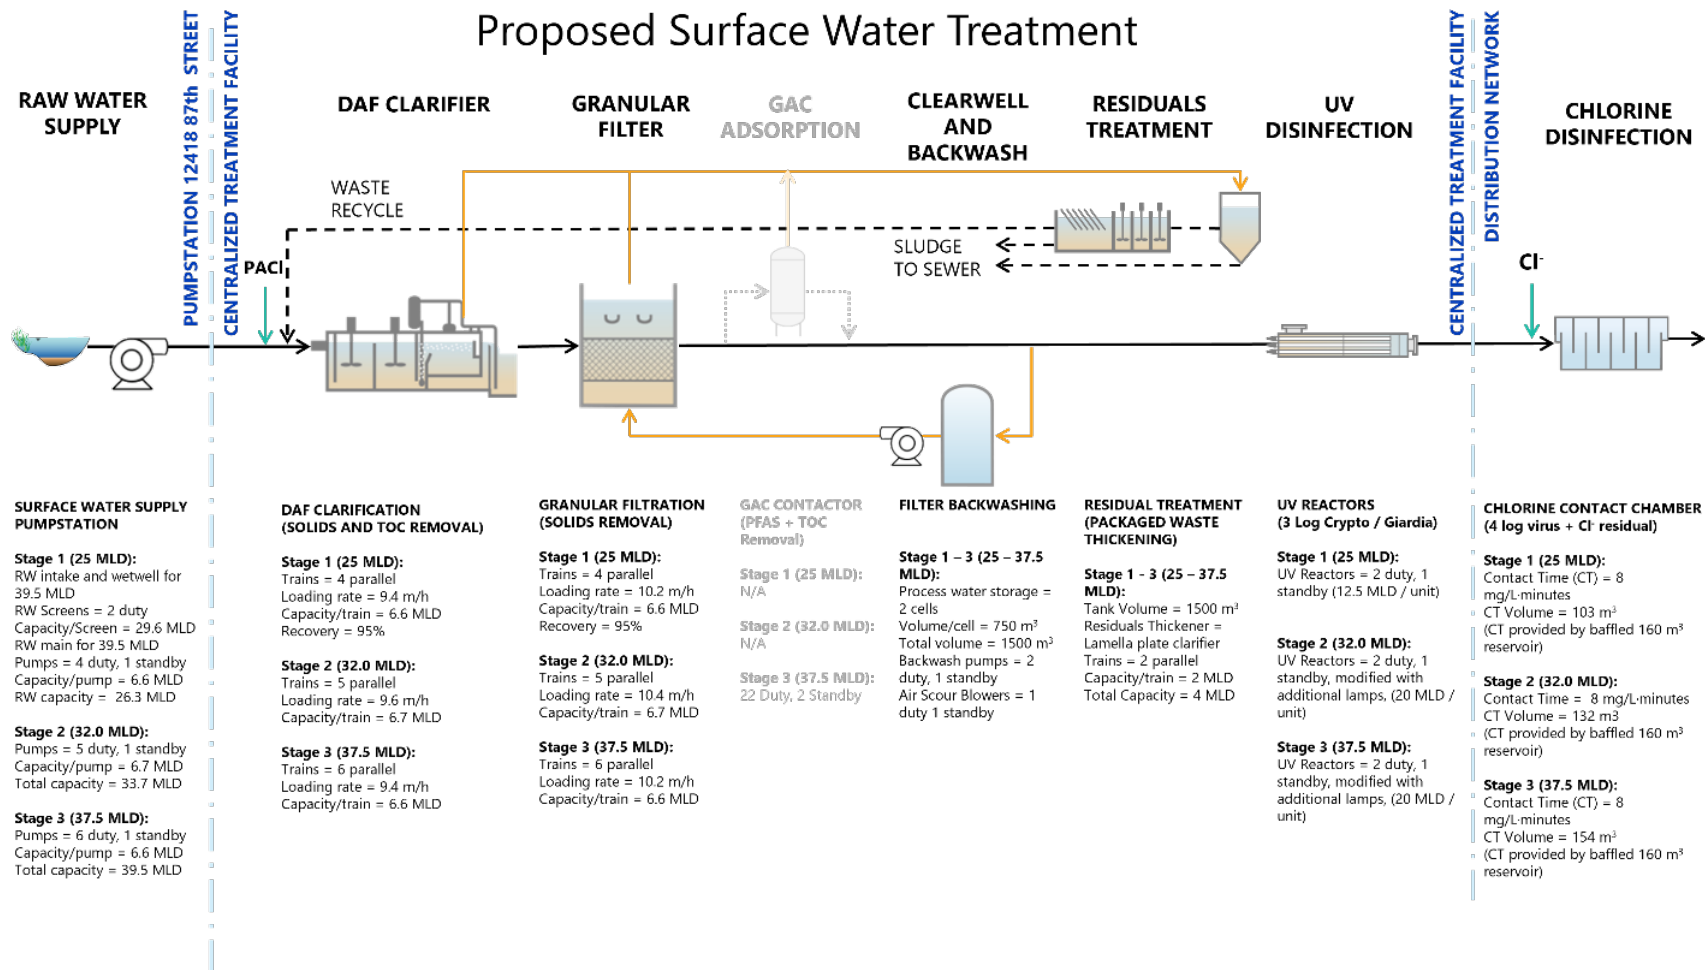 Proposed Surface Water Treatment
RAW WATER
SUPPLY
PUMPSTATION 12418 87th STREET
CENTRALIZED TREATMENT FACILITY
DAF CLARIFIER
GRANULAR
FILTER
GAC
ADSORPTION
CLEARWELL
AND
BACKWASH
RESIDUALS
TREATMENT
UV
DISINFECTION
CENTRALIZED TREATMENT FACILITY
DISTRIBUTION NETWORK
CHLORINE
DISINFECTION
WASTE
RECYCLE
SLUDGE
TO SEWER
PACl
Cl-
SURFACE WATER SUPPLY
PUMPSTATION
Stage 1 (25 MLD):
RW intake and wetwell for
39.5 MLD
RW Screens = 2 duty
Capacity/Screen = 29.6 MLD
RW main for 39.5 MLD
Pumps = 4 duty, 1 standby
Capacity/pump = 6.6 MLD
RW capacity = 26.3 MLD
Stage 2 (32.0 MLD):
Pumps = 5 duty, 1 standby
Capacity/pump = 6.7 MLD
Total capacity = 33.7 MLD
Stage 3 (37.5 MLD):
Pumps = 6 duty, 1 standby
Capacity/pump = 6.6 MLD
Total capacity = 39.5 MLD
DAF CLARIFICATION
(SOLIDS AND TOC REMOVAL)
Stage 1 (25 MLD):
Trains = 4 parallel
Loading rate = 9.4 m/h
Capacity/train = 6.6 MLD
Recovery = 95%
Stage 2 (32.0 MLD):
Trains = 5 parallel
Loading rate = 9.6 m/h
Capacity/train = 6.7 MLD
Stage 3 (37.5 MLD):
Trains = 6 parallel
Loading rate = 9.4 m/h
Capacity/train = 6.6 MLD
GRANULAR FILTRATION
(SOLIDS REMOVAL)
Stage 1 (25 MLD):
Trains = 4 parallel
Loading rate = 10.2 m/h
Capacity/train = 6.6 MLD
Recovery = 95%
Stage 2 (32.0 MLD):
Trains = 5 parallel
Loading rate = 10.4 m/h
Capacity/train = 6.7 MLD
Stage 3 (37.5 MLD):
Trains = 6 parallel
Loading rate = 10.2 m/h
Capacity/train = 6.6 MLD
GAC CONTACTOR
(PFAS + TOC
Removal)
Stage 1 (25 MLD):
N/A
Stage 2 (32.0 MLD):
N/A
Stage 3 (37.5 MLD):
22 Duty, 2 Standby
FILTER BACKWASHING
Stage 1 – 3 (25 – 37.5
MLD):
Process water storage =
2 cells
Volume/cell = 750 m³
Total volume = 1500 m³
Backwash pumps = 2
duty, 1 standby
Air Scour Blowers = 1
duty 1 standby
RESIDUAL TREATMENT
(PACKAGED WASTE
THICKENING)
Stage 1 - 3 (25 – 37.5
MLD):
Tank Volume = 1500 m³
Residuals Thickener =
Lamella plate clarifier
Trains = 2 parallel
Capacity/train = 2 MLD
Total Capacity = 4 MLD
UV REACTORS
(3 Log Crypto / Giardia)
Stage 1 (25 MLD):
UV Reactors = 2 duty, 1
standby (12.5 MLD / unit)
Stage 2 (32.0 MLD):
UV Reactors = 2 duty, 1
standby, modified with
additional lamps, (20 MLD /
unit)
Stage 3 (37.5 MLD):
UV Reactors = 2 duty, 1
standby, modified with
additional lamps, (20 MLD /
unit)
CHLORINE CONTACT CHAMBER
(4 log virus + Cl- residual)
Stage 1 (25 MLD):
Contact Time (CT) = 8
mg/L·minutes
CT Volume = 103 m³
(CT provided by baffled 160 m³
reservoir)
Stage 2 (32.0 MLD):
Contact Time = 8 mg/L·minutes
CT Volume = 132 m3
(CT provided by baffled 160 m³
reservoir)
Stage 3 (37.5 MLD):
Contact Time (CT) = 8
mg/L·minutes
CT Volume = 154 m³
(CT provided by baffled 160 m³
reservoir)